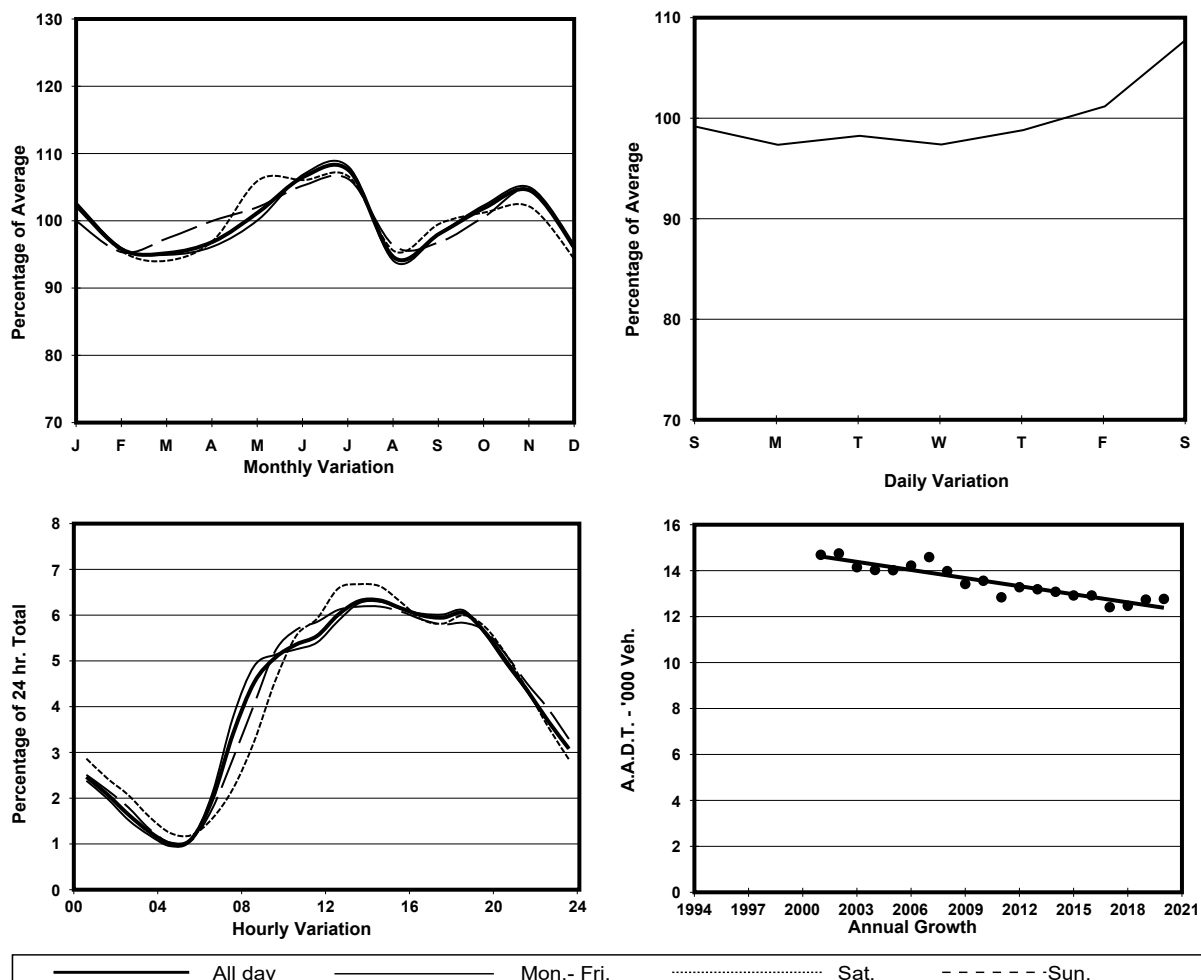 130
120
110
100
90
80
70
Percentage of Average
J F M A M J J A S O N D
Monthly Variation
110
100
90
80
70
Percentage of Average
S M T W T F S
Daily Variation
8
7
6
5
4
3
2
1
0
Percentage of 24 hr. Total
00 04 08 12 16 20 24
Hourly Variation
16
14
12
10
8
6
4
2
0
A.A.D.T. - '000 Veh.
1994 1997 2000 2003 2006 2009 2012 2015 2018 2021
Annual Growth
All day Mon.- Fri. Sat. Sun.